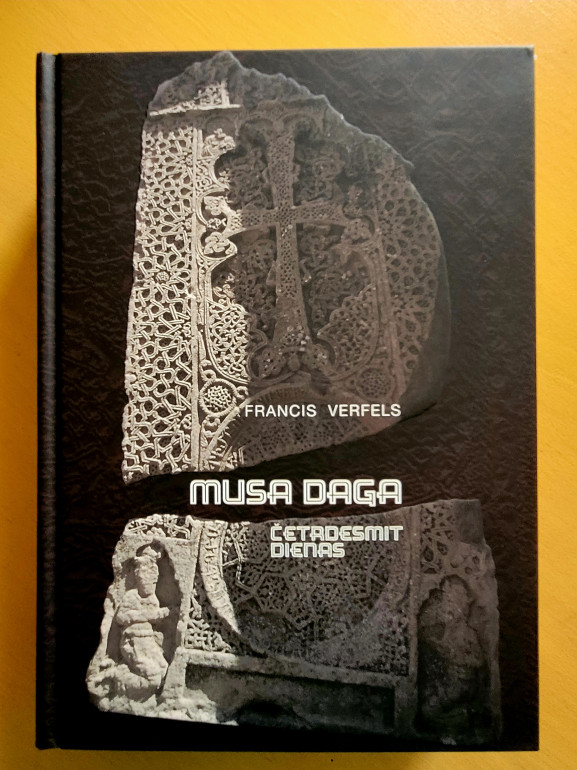 FRANCIS VERFELS
MUSA DAGA
ČETRDESMIT
DIENAS